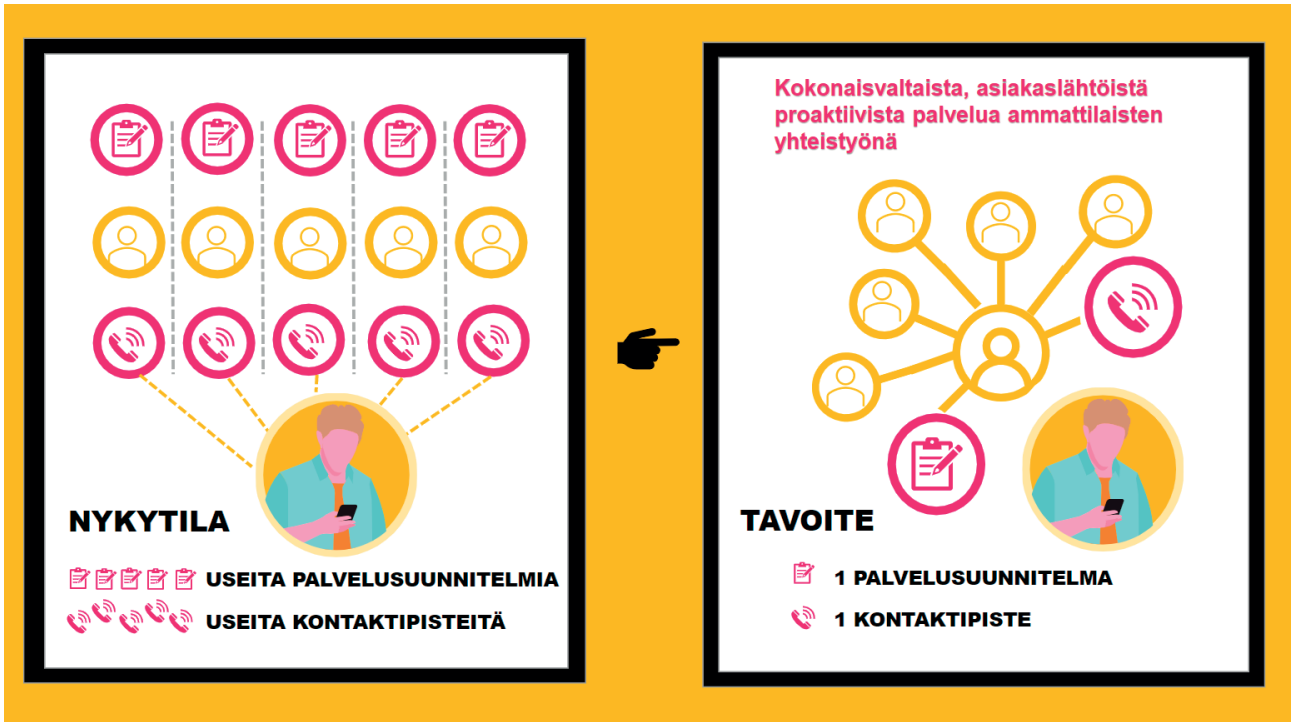 NYKYTILA
USEITA PALVELUSUUNNITELMIA
USEITA KONTAKTIPISTEITÄ
Kokonaisvaltaista, asiakaslähtöistä
proaktiivista palvelua ammattilaisten
yhteistyönä
TAVOITE
1 PALVELUSUUNNITELMA
1 KONTAKTIPISTE